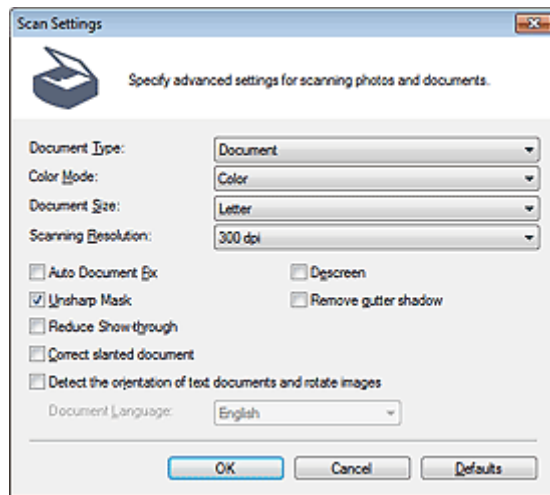 Scan Settings
Specify advanced settings for scanning photos and documents.
Document Type: Document
Color Mode: Color
Document Size: Letter
Scanning Resolution: 300 dpi
Auto Document Fix Descreen
Unsharp Mask Remove gutter shadow
Reduce Show-through
Correct slanted document
Detect the orientation of text documents and rotate images
Document Language: English
OK Cancel Defaults